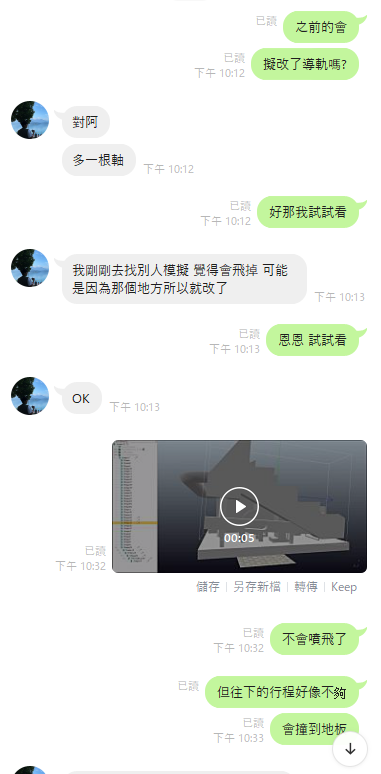 已讀
之前的會
已讀
下午 10:12
擬改了導軌嗎?
對阿
多一根軸
下午 10:12
已讀
下午 10:12
好那我試試看
我剛剛去找別人模擬 覺得會飛掉 可能
是因為那個地方所以就改了
下午 10:13
已讀
下午 10:13
恩恩 試試看
OK
下午 10:13
00:05
已讀
下午 10:32
儲存 | 另存新檔 | 轉傳 | Keep
已讀
下午 10:32
不會噴飛了
已讀
但往下的行程好像不夠
已讀
下午 10:33
會撞到地板